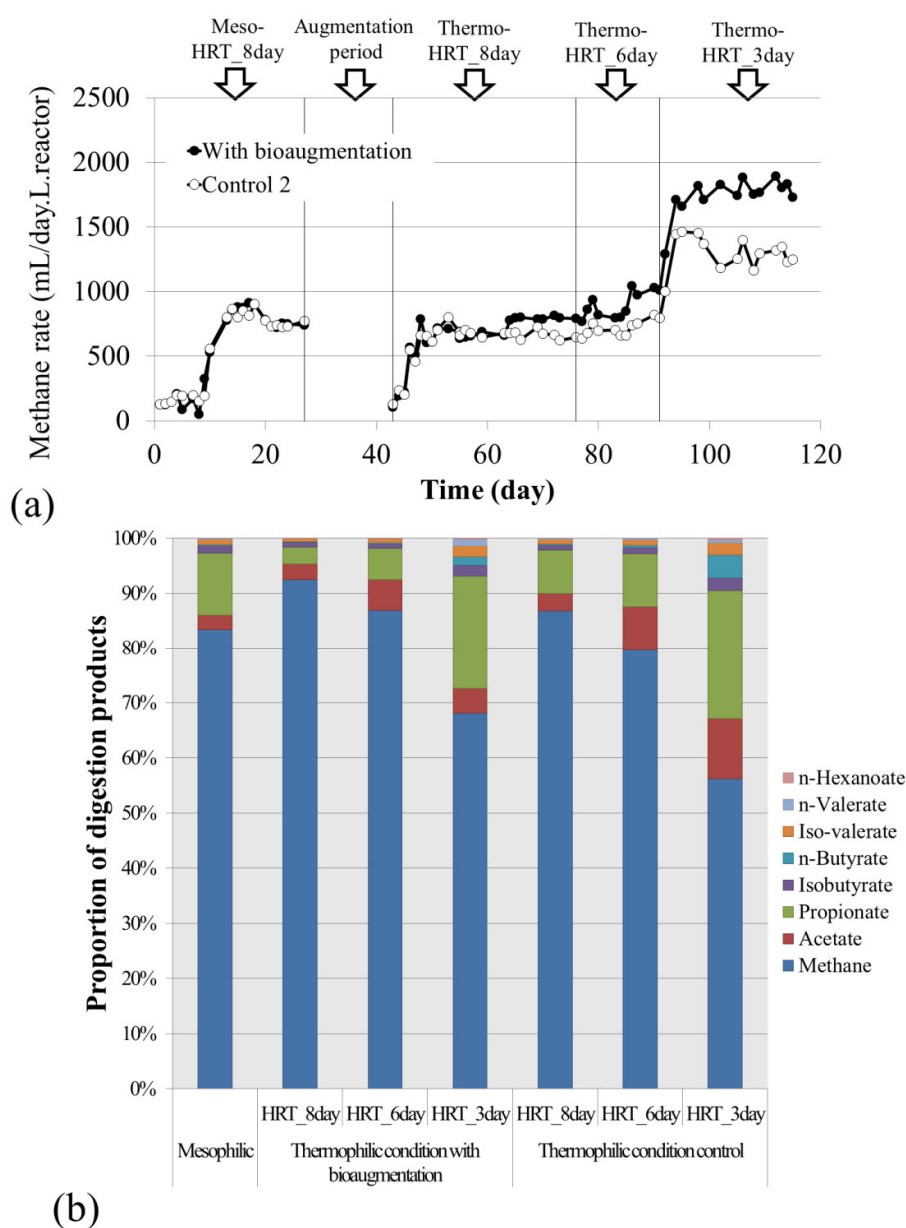 Meso-
HRT_8day
Augmentation
period
Thermo-
HRT_8day
Thermo-
HRT_6day
Thermo-
HRT_3day
Methane rate (mL/day.L.reactor)
2500
2000
1500
1000
500
0
With bioaugmentation
Control 2
0 20 40 60 80 100 120
Time (day)
(a)
Proportion of digestion products
100%
90%
80%
70%
60%
50%
40%
30%
20%
10%
0%
n-Hexanoate
n-Valerate
Iso-valerate
n-Butyrate
Isobutyrate
Propionate
Acetate
Methane
HRT_8day HRT_6day HRT_3day HRT_8day HRT_6day HRT_3day
Mesophilic
Thermophilic condition with
bioaugmentation
Thermophilic condition control
(b)